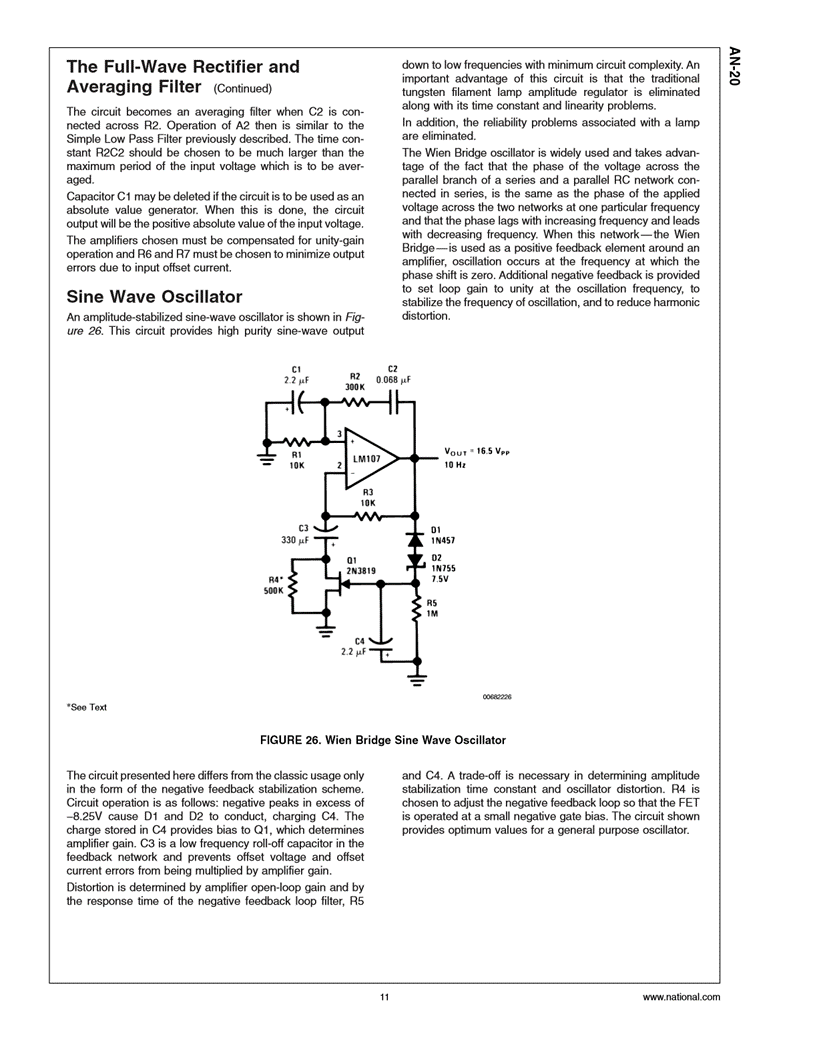 AN-20
The Full-Wave Rectifier and
Averaging Filter (Continued)
The circuit becomes an averaging filter when C2 is con-
nected across R2. Operation of A2 then is similar to the
Simple Low Pass Filter previously described. The time con-
stant R2C2 should be chosen to be much larger than the
maximum period of the input voltage which is to be aver-
aged.
Capacitor C1 may be deleted if the circuit is to be used as an
absolute value generator. When this is done, the circuit
output will be the positive absolute value of the input voltage.
The amplifiers chosen must be compensated for unity-gain
operation and R6 and R7 must be chosen to minimize output
errors due to input offset current.
Sine Wave Oscillator
An amplitude-stabilized sine-wave oscillator is shown in Fig-
ure 26. This circuit provides high purity sine-wave output
down to low frequencies with minimum circuit complexity. An
important advantage of this circuit is that the traditional
tungsten filament lamp amplitude regulator is eliminated
along with its time constant and linearity problems.
In addition, the reliability problems associated with a lamp
are eliminated.
The Wien Bridge oscillator is widely used and takes advan-
tage of the fact that the phase of the voltage across the
parallel branch of a series and a parallel RC network con-
nected in series, is the same as the phase of the applied
voltage across the two networks at one particular frequency
and that the phase lags with increasing frequency and leads
with decreasing frequency. When this network—the Wien
Bridge—is used as a positive feedback element around an
amplifier, oscillation occurs at the frequency at which the
phase shift is zero. Additional negative feedback is provided
to set loop gain to unity at the oscillation frequency, to
stabilize the frequency of oscillation, and to reduce harmonic
distortion.
C1
2.2 µF
+
R2
300K
C2
0.068 µF
R1
10K
3
+
LM107
2
−
VOUT = 16.5 VPP
10 Hz
R3
10K
C3
330 µF
+
D1
1N457
D2
1N755
7.5V
Q1
2N3819
R4*
500K
R5
1M
C4
2.2 µF
+
00682226
*See Text
FIGURE 26. Wien Bridge Sine Wave Oscillator
The circuit presented here differs from the classic usage only
in the form of the negative feedback stabilization scheme.
Circuit operation is as follows: negative peaks in excess of
−8.25V cause D1 and D2 to conduct, charging C4. The
charge stored in C4 provides bias to Q1, which determines
amplifier gain. C3 is a low frequency roll-off capacitor in the
feedback network and prevents offset voltage and offset
current errors from being multiplied by amplifier gain.
Distortion is determined by amplifier open-loop gain and by
the response time of the negative feedback loop filter, R5
and C4. A trade-off is necessary in determining amplitude
stabilization time constant and oscillator distortion. R4 is
chosen to adjust the negative feedback loop so that the FET
is operated at a small negative gate bias. The circuit shown
provides optimum values for a general purpose oscillator.
11
www.national.com